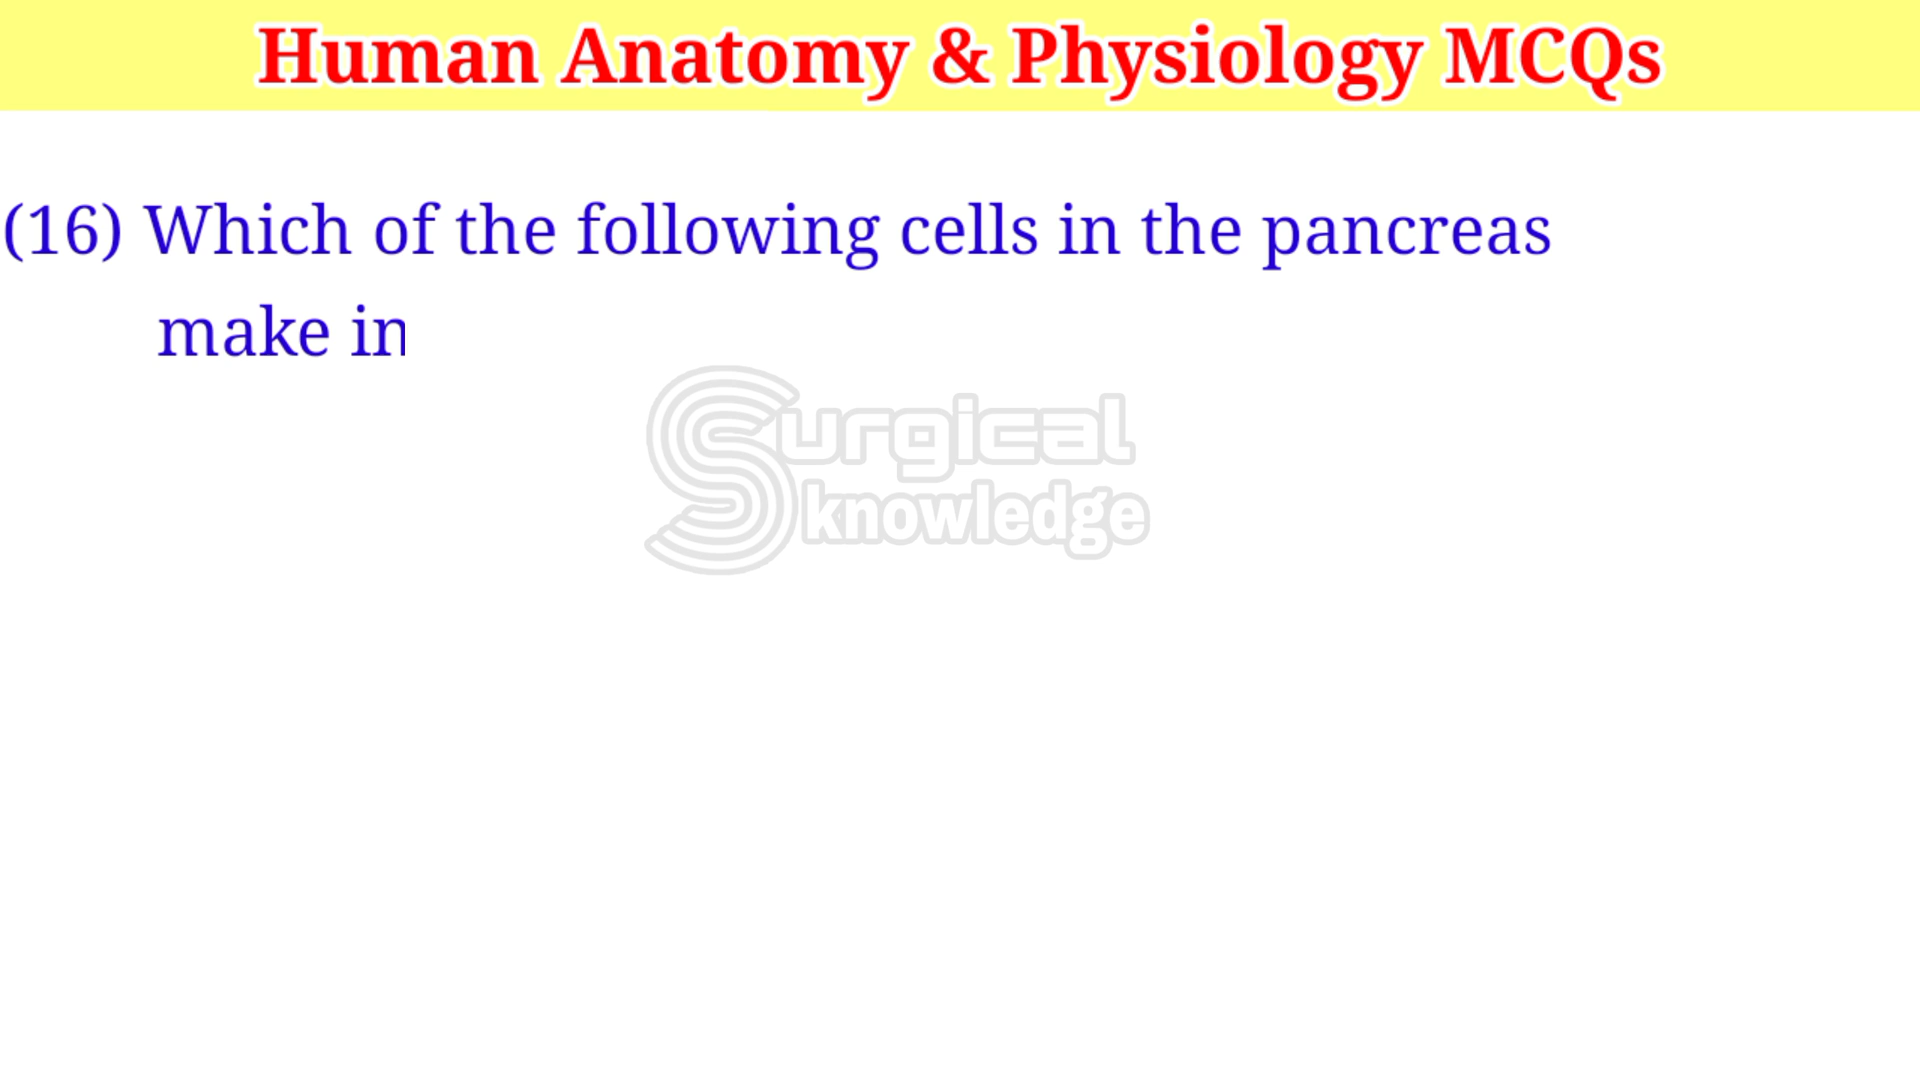 Human Anatomy & Physiology MCQs
(16) Which of the following cells in the pancreas
make in
Surgical
knowledge